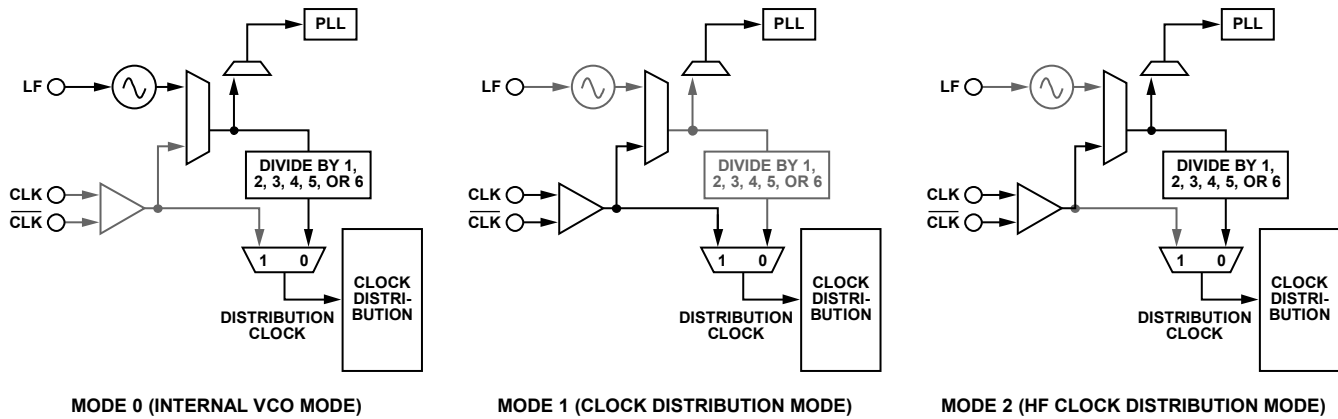 PLL
LF
DIVIDE BY 1,
2, 3, 4, 5, OR 6
CLK
CLK
1 0
CLOCK
DISTRI-
BUTION
DISTRIBUTION
CLOCK
MODE 0 (INTERNAL VCO MODE)
PLL
LF
DIVIDE BY 1,
2, 3, 4, 5, OR 6
CLK
CLK
1 0
CLOCK
DISTRI-
BUTION
DISTRIBUTION
CLOCK
MODE 1 (CLOCK DISTRIBUTION MODE)
PLL
LF
DIVIDE BY 1,
2, 3, 4, 5, OR 6
CLK
CLK
1 0
CLOCK
DISTRI-
BUTION
DISTRIBUTION
CLOCK
MODE 2 (HF CLOCK DISTRIBUTION MODE)